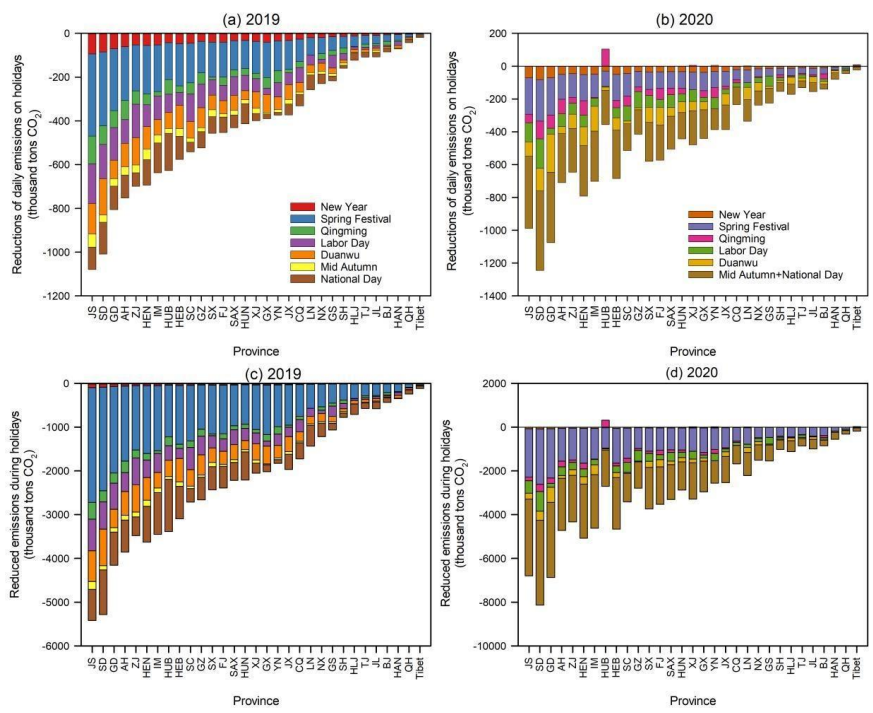 (a) 2019
0
-200
-400
-600
-800
-1000
-1200
Reductions of daily emissions on holidays
(thousand tons CO2)
New Year
Spring Festival
Qingming
Labor Day
Duanwu
Mid Autumn
National Day
JS SD GD AH ZJ HEN IM HUB HEB SC GZ SX FJ SAX HUN XJ GX YN JX CQ LN NX GS SH HLJ TJ JL BJ HAN QH Tibet
Province
(b) 2020
200
0
-200
-400
-600
-800
-1000
-1200
-1400
Reductions of daily emissions on holidays
(thousand tons CO2)
New Year
Spring Festival
Qingming
Labor Day
Duanwu
Mid Autumn+National Day
JS SD GD AH ZJ HEN IM HUB HEB SC GZ SX FJ SAX HUN XJ GX YN JX CQ LN NX GS SH HLJ TJ JL BJ HAN QH Tibet
Province
(c) 2019
0
-1000
-2000
-3000
-4000
-5000
-6000
Reduced emissions during holidays
(thousand tons CO2)
JS SD GD AH ZJ HEN IM HUB HEB SC GZ SX FJ SAX HUN XJ GX YN JX CQ LN NX GS SH HLJ TJ JL BJ HAN QH Tibet
Province
(d) 2020
2000
0
-2000
-4000
-6000
-8000
-10000
Reduced emissions during holidays
(thousand tons CO2)
JS SD GD AH ZJ HEN IM HUB HEB SC GZ SX FJ SAX HUN XJ GX YN JX CQ LN NX GS SH HLJ TJ JL BJ HAN QH Tibet
Province